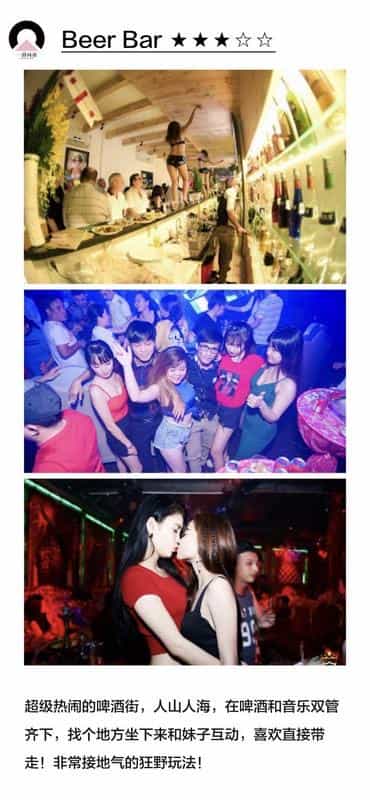 Beer Bar ★★★☆☆
超级热闹的啤酒街，人山人海，在啤酒和音乐双管
齐下，找个地方坐下来和妹子互动，喜欢直接带
走！非常接地气的狂野玩法！